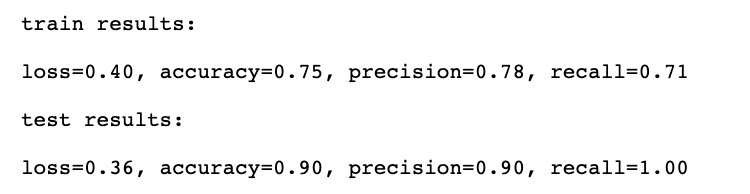 train results:
loss=0.40, accuracy=0.75, precision=0.78, recall=0.71
test results:
loss=0.36, accuracy=0.90, precision=0.90, recall=1.00